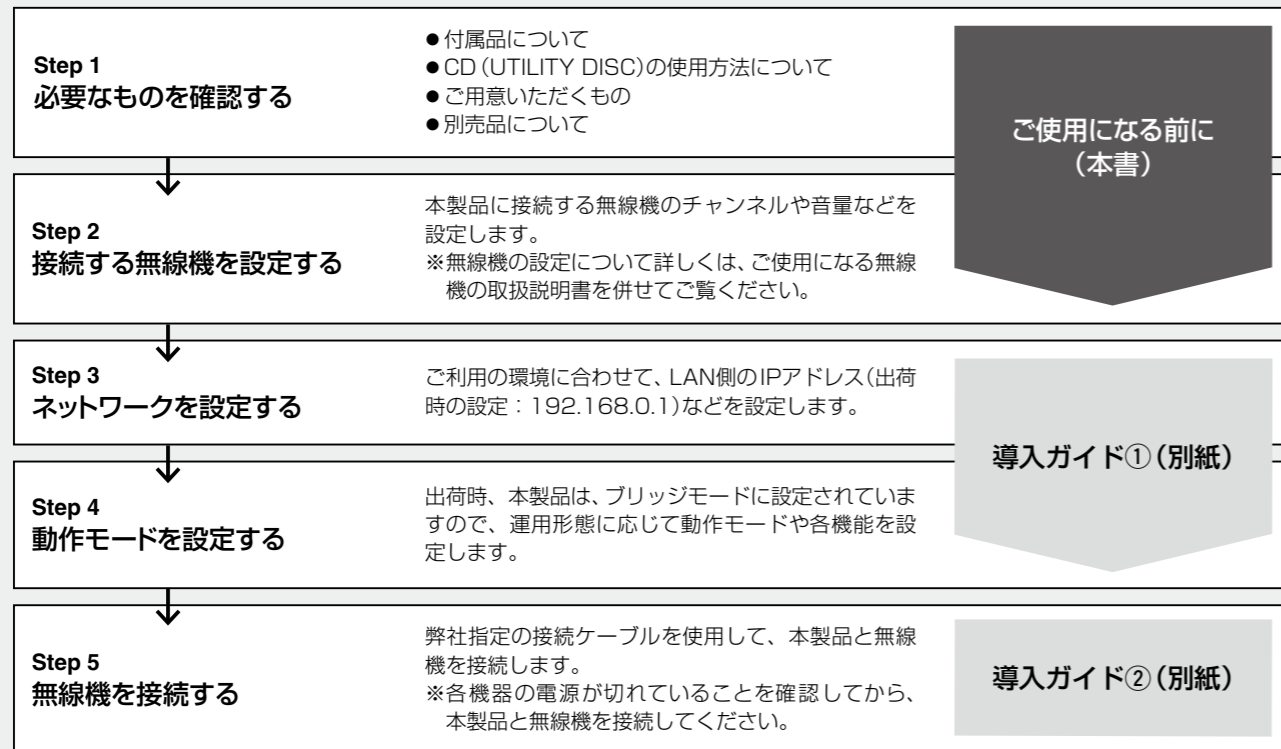 Step 1
必要なものを確認する
●付属品について
●CD(UTILITY DISC)の使用方法について
●ご用意いただくもの
●別売品について
ご使用になる前に
(本書)
Step 2
接続する無線機を設定する
本製品に接続する無線機のチャンネルや音量などを
設定します。
※無線機の設定について詳しくは、ご使用になる無線
機の取扱説明書を併せてご覧ください。
Step 3
ネットワークを設定する
ご利用の環境に合わせて、LAN側のIPアドレス(出荷
時の設定：192.168.0.1)などを設定します。
導入ガイド①(別紙)
Step 4
動作モードを設定する
出荷時、本製品は、ブリッジモードに設定されていま
すので、運用形態に応じて動作モードや各機能を設
定します。
Step 5
無線機を接続する
弊社指定の接続ケーブルを使用して、本製品と無線
機を接続します。
※各機器の電源が切れていることを確認してから、
本製品と無線機を接続してください。
導入ガイド②(別紙)